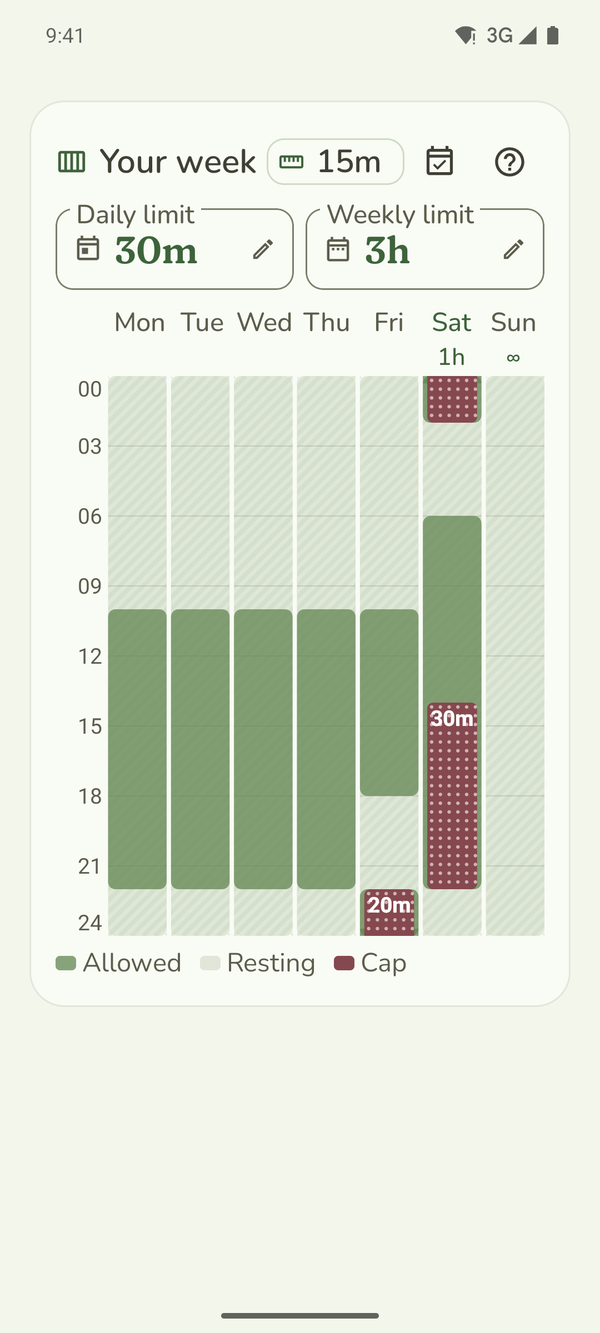 9:41
3G
Your week
15m
Daily limit
30m
Weekly limit
3h
Mon Tue Wed Thu Fri Sat Sun
1h ∞
00
03
06
09
12
15
18
21
24
30m
20m
Allowed Resting Cap